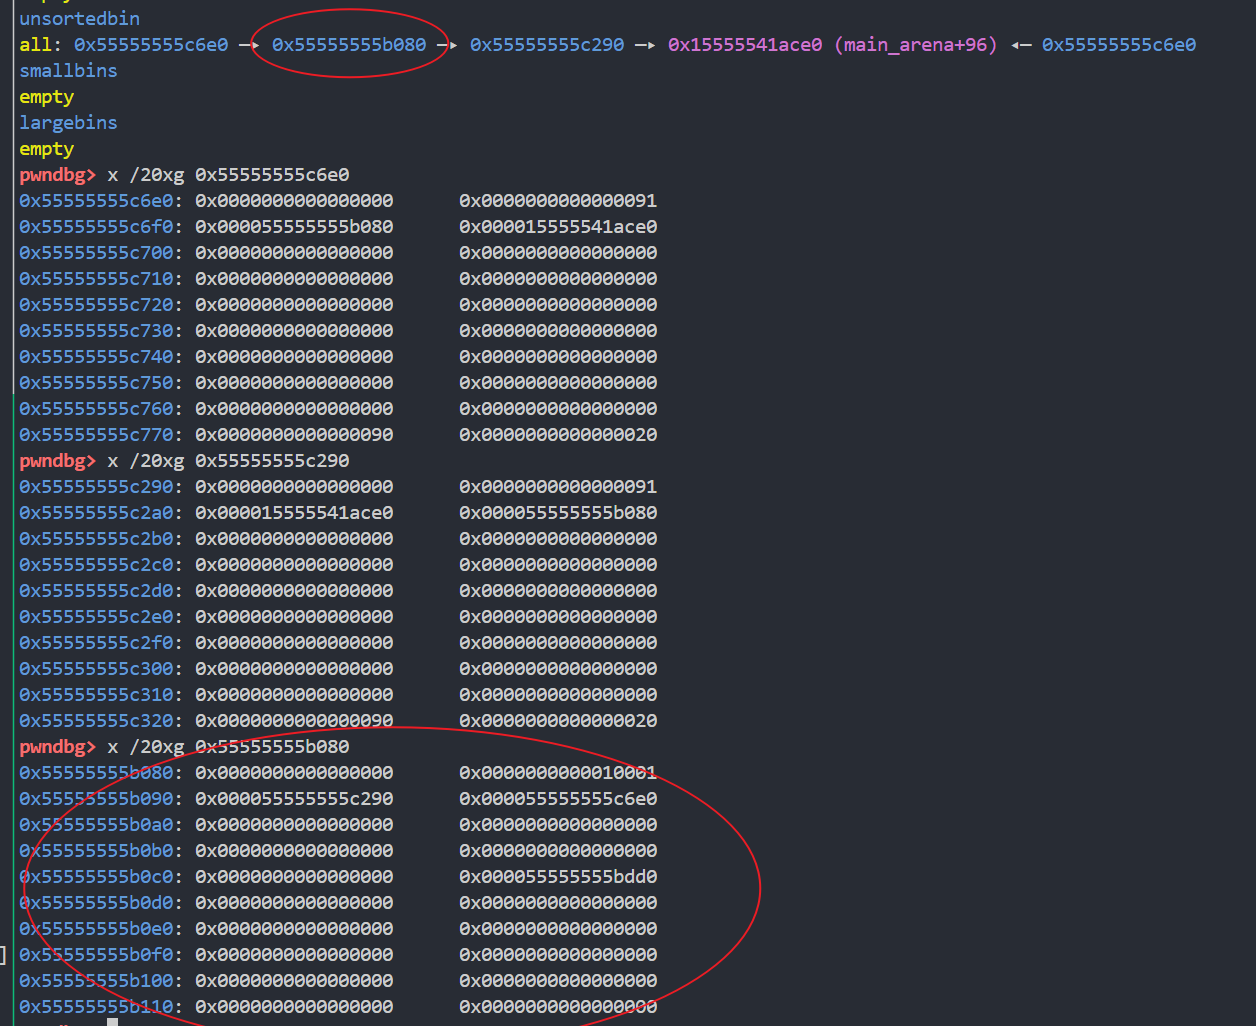 unsortedbin
all: 0x55555555c6e0 —▸ 0x55555555b080 —▸ 0x55555555c290 —▸ 0x15555541ace0 (main_arena+96) ◂— 0x55555555c6e0
smallbins
empty
largebins
empty
pwndbg> x /20xg 0x55555555c6e0
0x55555555c6e0: 0x0000000000000000 0x0000000000000091
0x55555555c6f0: 0x000055555555b080 0x000015555541ace0
0x55555555c700: 0x0000000000000000 0x0000000000000000
0x55555555c710: 0x0000000000000000 0x0000000000000000
0x55555555c720: 0x0000000000000000 0x0000000000000000
0x55555555c730: 0x0000000000000000 0x0000000000000000
0x55555555c740: 0x0000000000000000 0x0000000000000000
0x55555555c750: 0x0000000000000000 0x0000000000000000
0x55555555c760: 0x0000000000000000 0x0000000000000000
0x55555555c770: 0x0000000000000090 0x0000000000000020
pwndbg> x /20xg 0x55555555c290
0x55555555c290: 0x0000000000000000 0x0000000000000091
0x55555555c2a0: 0x000015555541ace0 0x000055555555b080
0x55555555c2b0: 0x0000000000000000 0x0000000000000000
0x55555555c2c0: 0x0000000000000000 0x0000000000000000
0x55555555c2d0: 0x0000000000000000 0x0000000000000000
0x55555555c2e0: 0x0000000000000000 0x0000000000000000
0x55555555c2f0: 0x0000000000000000 0x0000000000000000
0x55555555c300: 0x0000000000000000 0x0000000000000000
0x55555555c310: 0x0000000000000000 0x0000000000000000
0x55555555c320: 0x0000000000000090 0x0000000000000020
pwndbg> x /20xg 0x55555555b080
0x55555555b080: 0x0000000000000000 0x0000000000010001
0x55555555b090: 0x000055555555c290 0x000055555555c6e0
0x55555555b0a0: 0x0000000000000000 0x0000000000000000
0x55555555b0b0: 0x0000000000000000 0x0000000000000000
0x55555555b0c0: 0x0000000000000000 0x000055555555bdd0
0x55555555b0d0: 0x0000000000000000 0x0000000000000000
0x55555555b0e0: 0x0000000000000000 0x0000000000000000
0x55555555b0f0: 0x0000000000000000 0x0000000000000000
0x55555555b100: 0x0000000000000000 0x0000000000000000
0x55555555b110: 0x0000000000000000 0x0000000000000000